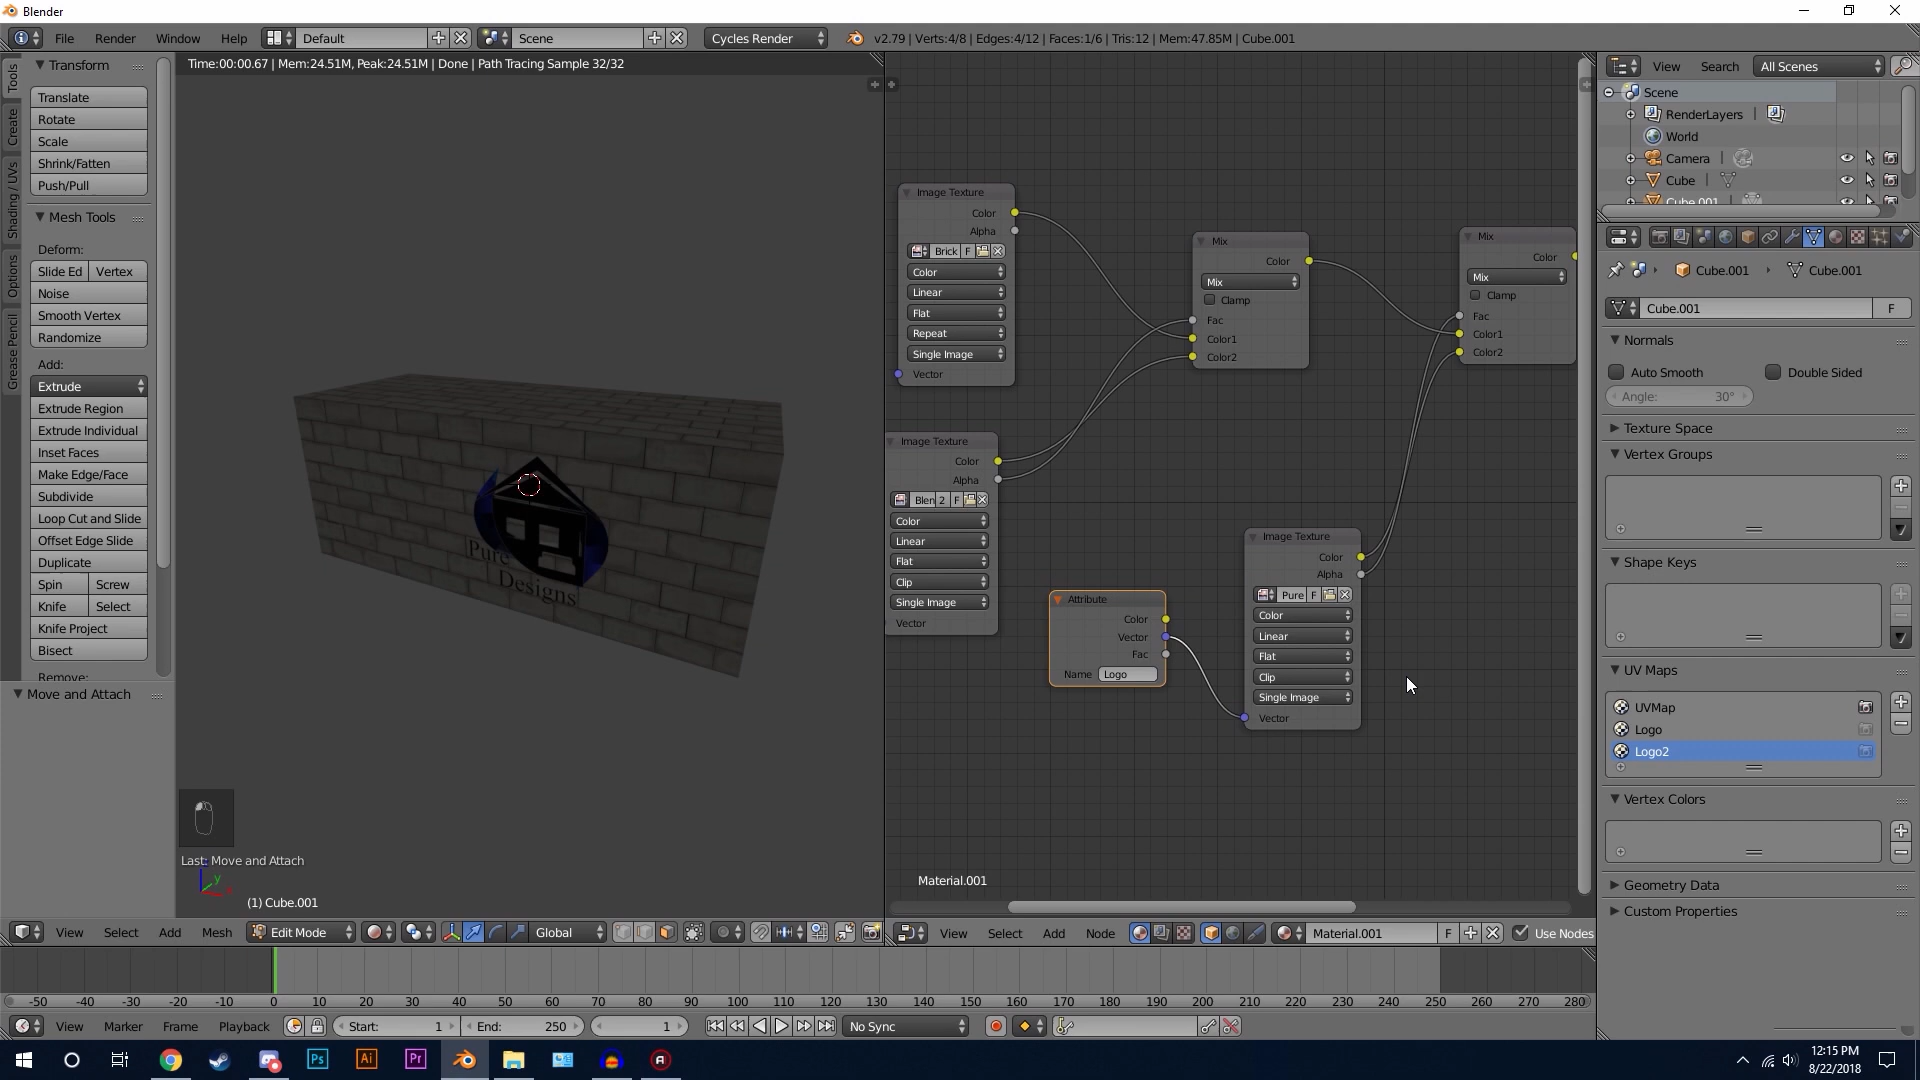 Blender
File Render Window Help Default Scene Cycles Render v2.79 | Verts:4/8 | Edges:4/12 | Faces:1/6 | Tris:12 | Mem:47.85M | Cube.001
Time:00:00.67 | Mem:24.51M, Peak:24.51M | Done | Path Tracing Sample 32/32
Tools
Create
Shading / UVs
Options
Grease Pencil
Transform
Translate
Rotate
Scale
Shrink/Fatten
Push/Pull
Mesh Tools
Deform:
Slide Ed Vertex
Noise
Smooth Vertex
Randomize
Add:
Extrude
Extrude Region
Extrude Individual
Inset Faces
Make Edge/Face
Subdivide
Loop Cut and Slide
Offset Edge Slide
Duplicate
Spin Screw
Knife Select
Knife Project
Bisect
Remove:
Move and Attach
Pure
Designs
Last: Move and Attach
y
(1) Cube.001
View Select Add Mesh Edit Mode Global
Image Texture
Color
Alpha
Brick F
Color
Linear
Flat
Repeat
Single Image
Vector
Image Texture
Color
Alpha
Blen 2 F
Color
Linear
Flat
Clip
Single Image
Vector
Mix
Color
Mix
Clamp
Fac
Color1
Color2
Mix
Color
Mix
Clamp
Fac
Color1
Color2
Attribute
Color
Vector
Fac
Name Logo
Image Texture
Color
Alpha
Pure F
Color
Linear
Flat
Clip
Single Image
Vector
Material.001
View Select Add Node Material.001 F Use Nodes
View Search All Scenes
Scene
RenderLayers
World
Camera
Cube
Cube.001
Cube.001 Cube.001
Cube.001 F
Normals
Auto Smooth Double Sided
Angle: 30°
Texture Space
Vertex Groups
Shape Keys
UV Maps
UVMap
Logo
Logo2
Vertex Colors
Geometry Data
Custom Properties
-50 -40 -30 -20 -10 0 10 20 30 40 50 60 70 80 90 100 110 120 130 140 150 160 170 180 190 200 210 220 230 240 250 260 270 280
View Marker Frame Playback Start: 1 End: 250 1 No Sync
Ps Ai Pr
12:15 PM
8/22/2018